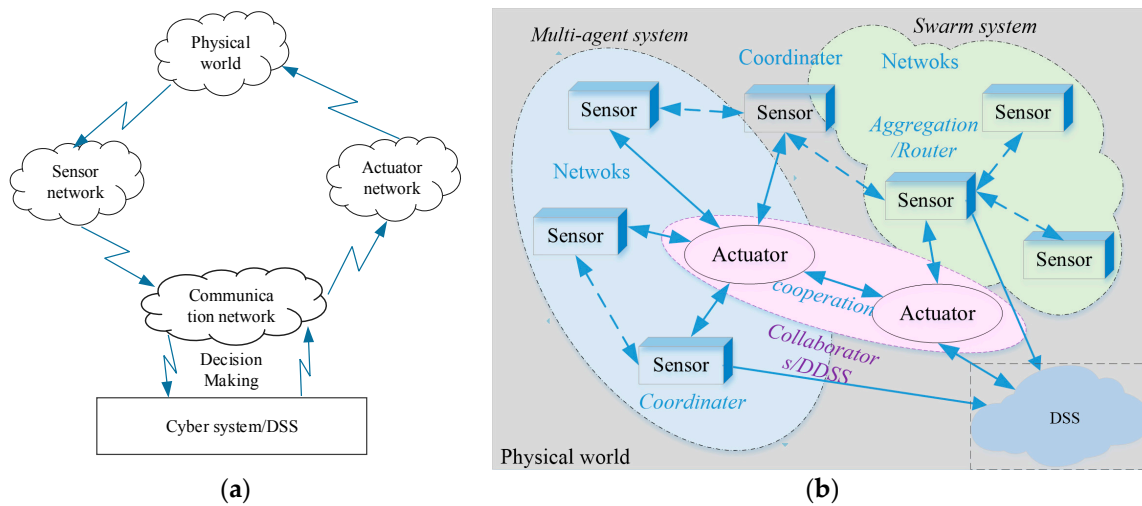 Physical
world
Sensor
network
Actuator
network
Communica
tion network
Decision
Making
Cyber system/DSS
(a)
Multi-agent system
Swarm system
Coordinater
Netwoks
Sensor
Sensor
Sensor
Aggregation
/Router
Netwoks
Sensor
Sensor
Sensor
Actuator
cooperation
Actuator
Collaborator
s/DDSS
Sensor
Coordinater
DSS
Physical world
(b)